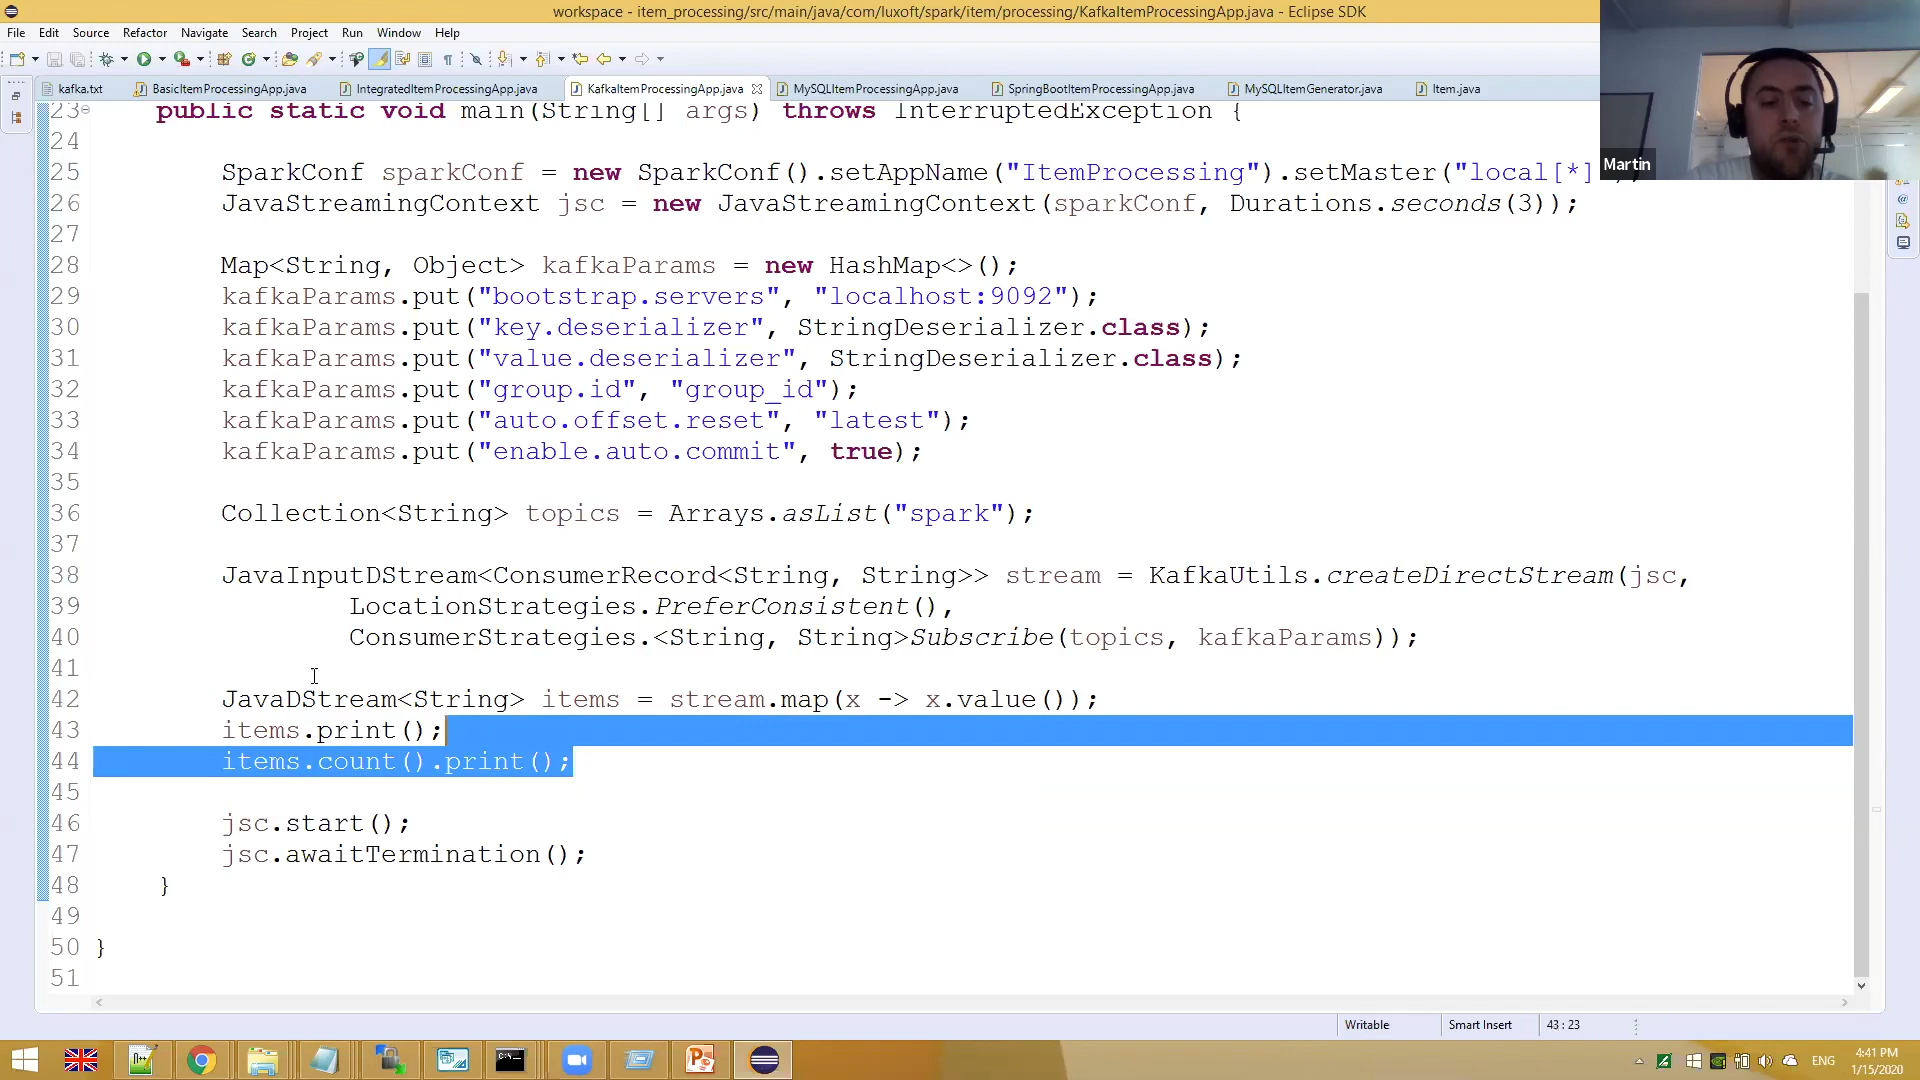 workspace - item_processing/src/main/java/com/luxoft/spark/item/processing/KafkaItemProcessingApp.java - Eclipse SDK
File Edit Source Refactor Navigate Search Project Run Window Help
kafka.txt BasicItemProcessingApp.java IntegratedItemProcessingApp.java KafkaItemProcessingApp.java MySQLItemProcessingApp.java SpringBootItemProcessingApp.java MySQLItemGenerator.java Item.java
Martin
23 public static void main(String[] args) throws InterruptedException {
24
25 SparkConf sparkConf = new SparkConf().setAppName("ItemProcessing").setMaster("local[*]
26 JavaStreamingContext jsc = new JavaStreamingContext(sparkConf, Durations.seconds(3));
27
28 Map<String, Object> kafkaParams = new HashMap<>();
29 kafkaParams.put("bootstrap.servers", "localhost:9092");
30 kafkaParams.put("key.deserializer", StringDeserializer.class);
31 kafkaParams.put("value.deserializer", StringDeserializer.class);
32 kafkaParams.put("group.id", "group_id");
33 kafkaParams.put("auto.offset.reset", "latest");
34 kafkaParams.put("enable.auto.commit", true);
35
36 Collection<String> topics = Arrays.asList("spark");
37
38 JavaInputDStream<ConsumerRecord<String, String>> stream = KafkaUtils.createDirectStream(jsc,
39 LocationStrategies.PreferConsistent(),
40 ConsumerStrategies.<String, String>Subscribe(topics, kafkaParams));
41
42 JavaDStream<String> items = stream.map(x -> x.value());
43 items.print();
44 items.count().print();
45
46 jsc.start();
47 jsc.awaitTermination();
48 }
49
50 }
51
Writable Smart Insert 43 : 23
ENG
4:41 PM
1/15/2020